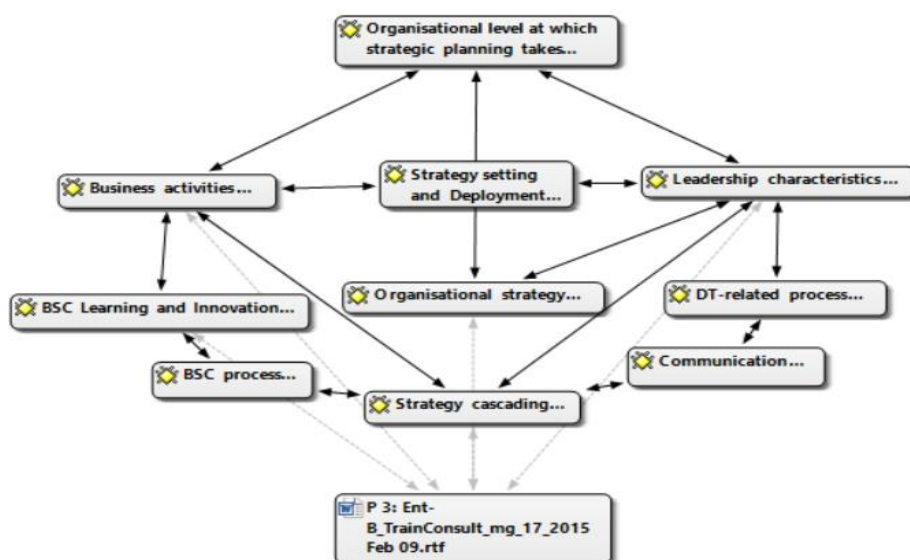 Organisational level at which
strategic planning takes...
Business activities...
Strategy setting
and Deployment...
Leadership characteristics...
BSC Learning and Innovation...
Organisational strategy...
DT-related process...
BSC process...
Communication...
Strategy cascading...
P 3: Ent-
B_TrainConsult_mg_17_2015
Feb 09.rtf